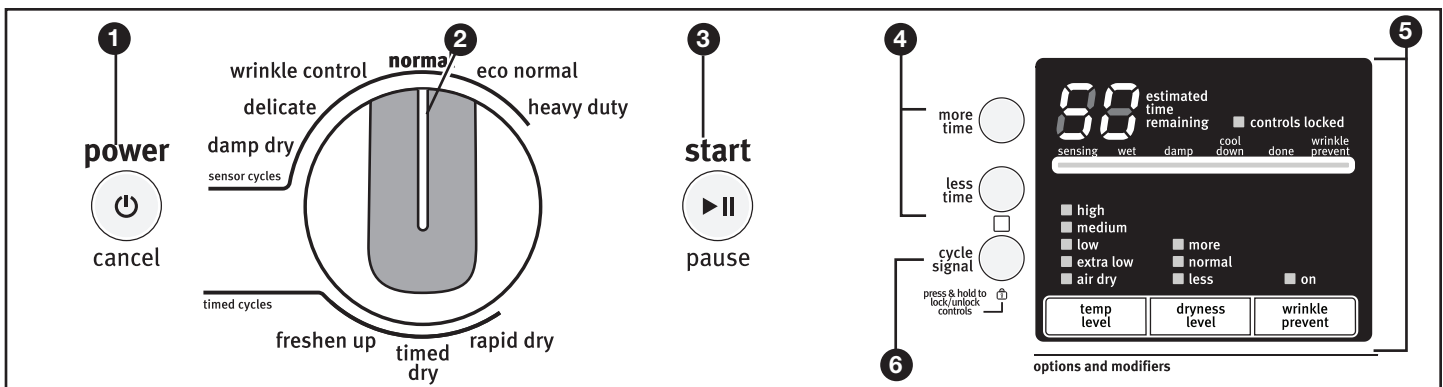 1
2
3
4
5
6
power
cancel
wrinkle control
delicate
damp dry
sensor cycles
norma
eco normal
heavy duty
timed cycles
freshen up
timed
dry
rapid dry
start
pause
more
time
less
time
cycle
signal
press & hold to
lock/unlock
controls
30
estimated
time
remaining
controls locked
sensing
wet
damp
cool
down
done
wrinkle
prevent
high
medium
low
extra low
air dry
more
normal
less
on
temp
level
dryness
level
wrinkle
prevent
options and modifiers